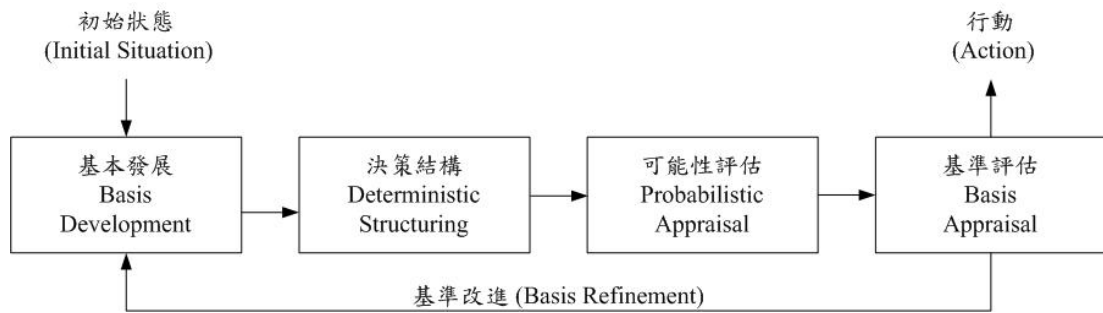 初始狀態
(Initial Situation)
行動
(Action)
基本發展
Basis
Development
決策結構
Deterministic
Structuring
可能性評估
Probabilistic
Appraisal
基準評估
Basis
Appraisal
基準改進 (Basis Refinement)